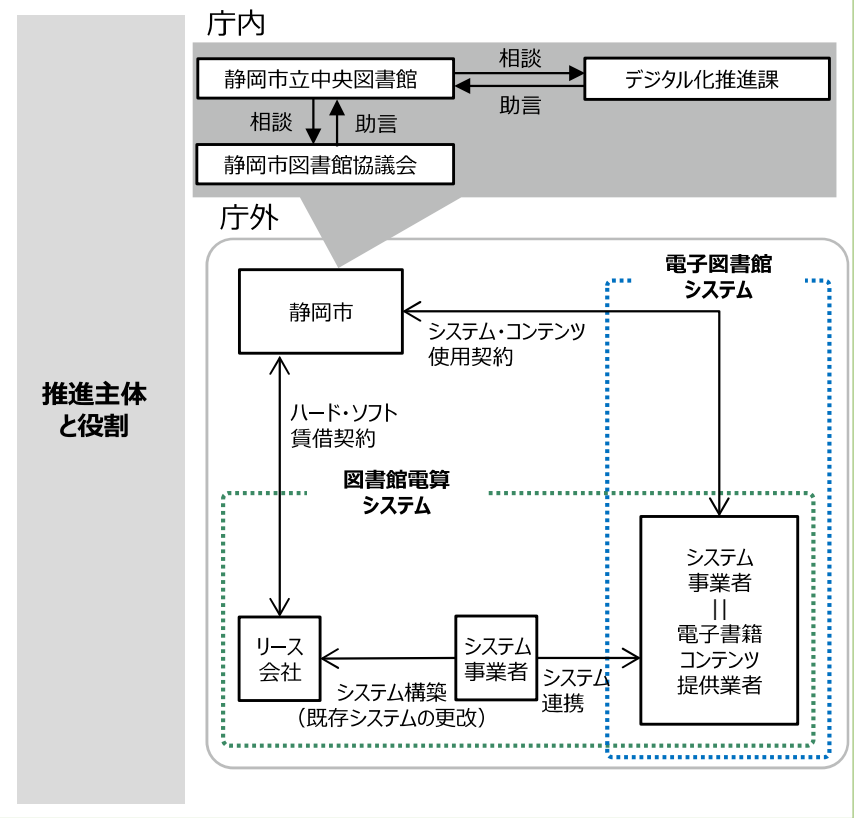 庁内
静岡市立中央図書館
相談
助言
デジタル化推進課
相談
助言
静岡市図書館協議会
庁外
推進主体
と役割
電子図書館
システム
静岡市
システム・コンテンツ
使用契約
ハード・ソフト
賃借契約
図書館電算
システム
システム
事業者
||
電子書籍
コンテンツ
提供業者
リース
会社
システム
事業者
システム構築
（既存システムの更改）
システム
連携